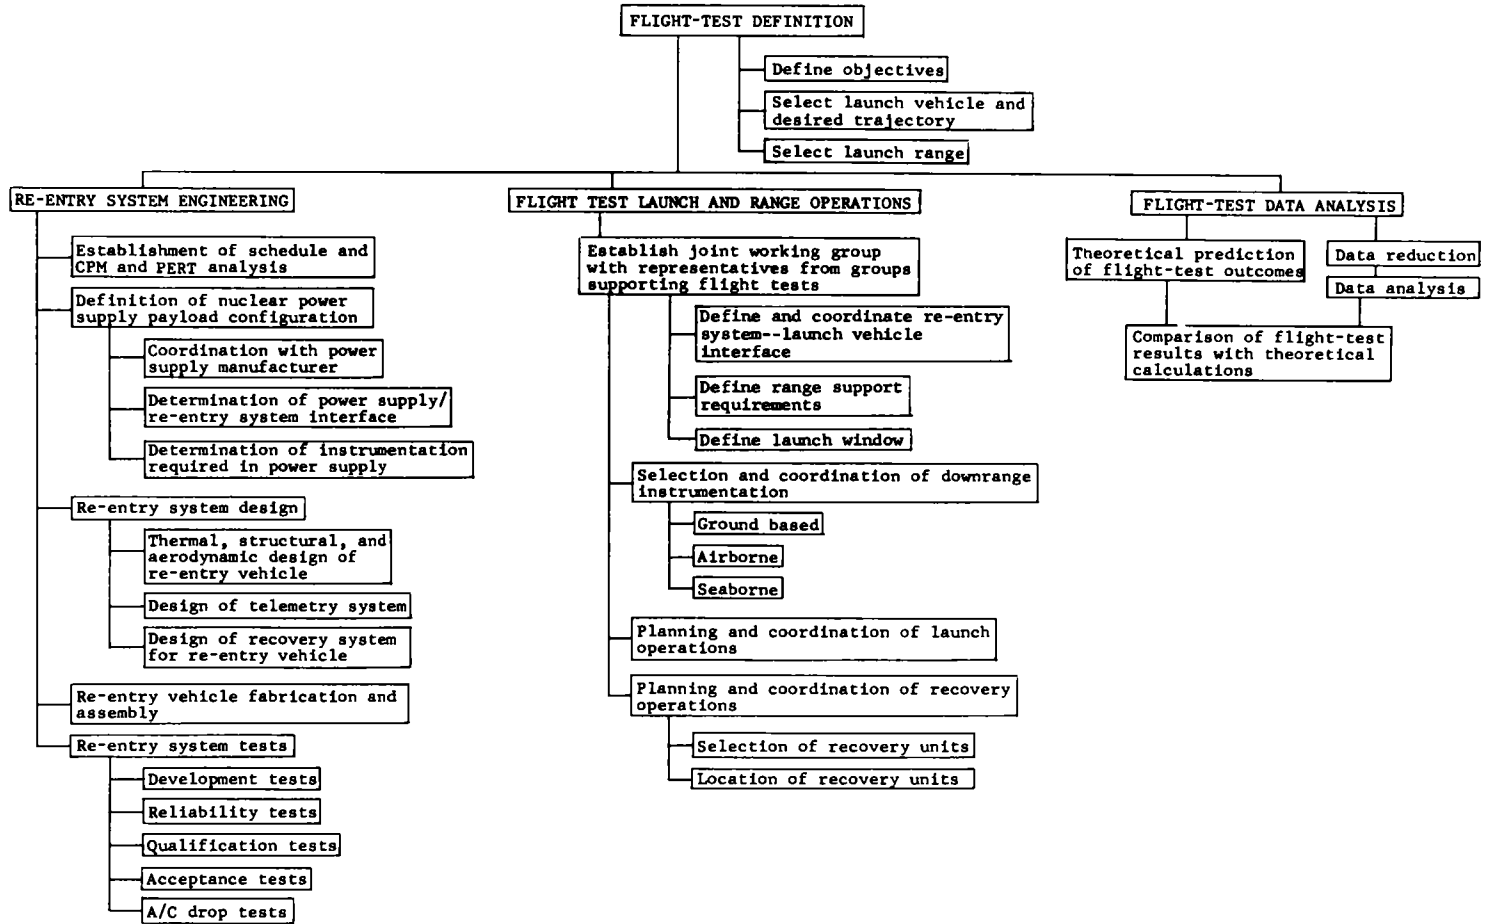 FLIGHT-TEST DEFINITION
Define objectives
Select launch vehicle and
desired trajectory
Select launch range
RE-ENTRY SYSTEM ENGINEERING
Establishment of schedule and
CPM and PERT analysis
Definition of nuclear power
supply payload configuration
Coordination with power
supply manufacturer
Determination of power supply/
re-entry system interface
Determination of instrumentation
required in power supply
Re-entry system design
Thermal, structural, and
aerodynamic design of
re-entry vehicle
Design of telemetry system
Design of recovery system
for re-entry vehicle
Re-entry vehicle fabrication and
assembly
Re-entry system tests
Development tests
Reliability tests
Qualification tests
Acceptance tests
A/C drop tests
FLIGHT TEST LAUNCH AND RANGE OPERATIONS
Establish joint working group
with representatives from groups
supporting flight tests
Define and coordinate re-entry
system--launch vehicle
interface
Define range support
requirements
Define launch window
Selection and coordination of downrange
instrumentation
Ground based
Airborne
Seaborne
Planning and coordination of launch
operations
Planning and coordination of recovery
operations
Selection of recovery units
Location of recovery units
FLIGHT-TEST DATA ANALYSIS
Theoretical prediction
of flight-test outcomes
Data reduction
Data analysis
Comparison of flight-test
results with theoretical
calculations